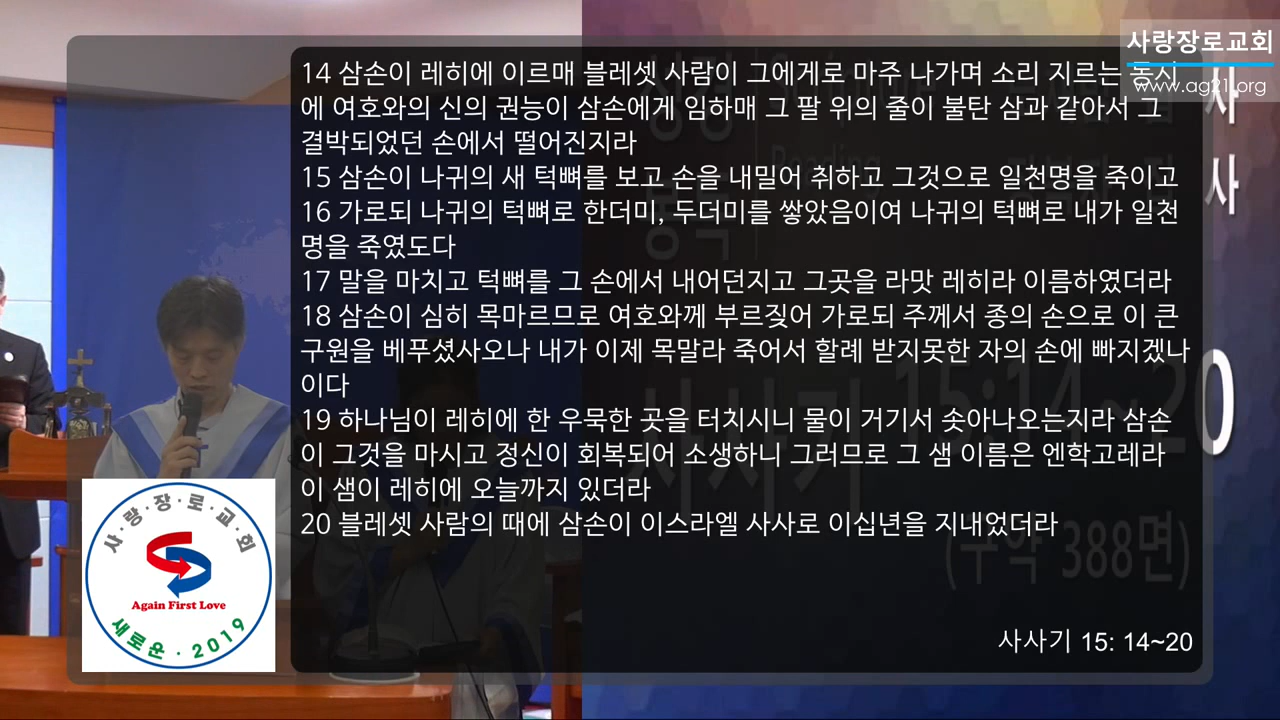 사랑장로교회
www.ag21.org
14 삼손이 레히에 이르매 블레셋 사람이 그에게로 마주 나가며 소리 지르는 동시
에 여호와의 신의 권능이 삼손에게 임하매 그 팔 위의 줄이 불탄 삼과 같아서 그
결박되었던 손에서 떨어진지라
15 삼손이 나귀의 새 턱뼈를 보고 손을 내밀어 취하고 그것으로 일천명을 죽이고
16 가로되 나귀의 턱뼈로 한더미, 두더미를 쌓았음이여 나귀의 턱뼈로 내가 일천
명을 죽였도다
17 말을 마치고 턱뼈를 그 손에서 내어던지고 그곳을 라맛 레히라 이름하였더라
18 삼손이 심히 목마르므로 여호와께 부르짖어 가로되 주께서 종의 손으로 이 큰
구원을 베푸셨사오나 내가 이제 목말라 죽어서 할례 받지못한 자의 손에 빠지겠나
이다
19 하나님이 레히에 한 우묵한 곳을 터치시니 물이 거기서 솟아나오는지라 삼손
이 그것을 마시고 정신이 회복되어 소생하니 그러므로 그 샘 이름은 엔학고레라
이 샘이 레히에 오늘까지 있더라
20 블레셋 사람의 때에 삼손이 이스라엘 사사로 이십년을 지내었더라
사사기 15: 14~20
사·랑·장·로·교·회
Again First Love
새로운 · 2019
사사
성경
봉독
Reading
사사기 15:14~20
(구약 388면)